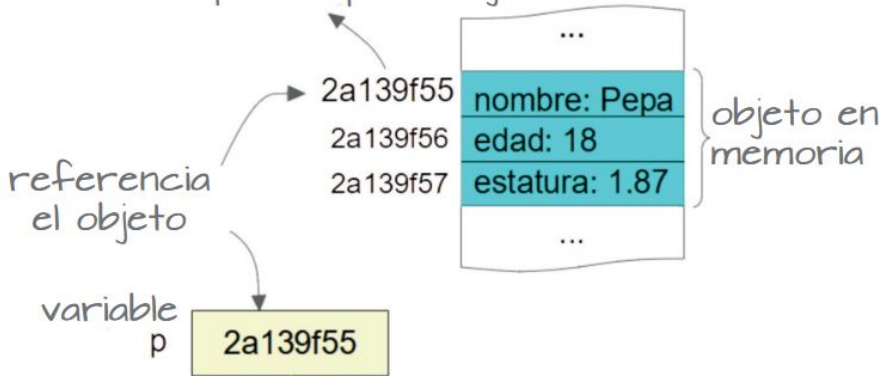 ...
2a139f55 nombre: Pepa
2a139f56 edad: 18
2a139f57 estatura: 1.87
...
objeto en
memoria
referencia
el objeto
variable
p 2a139f55